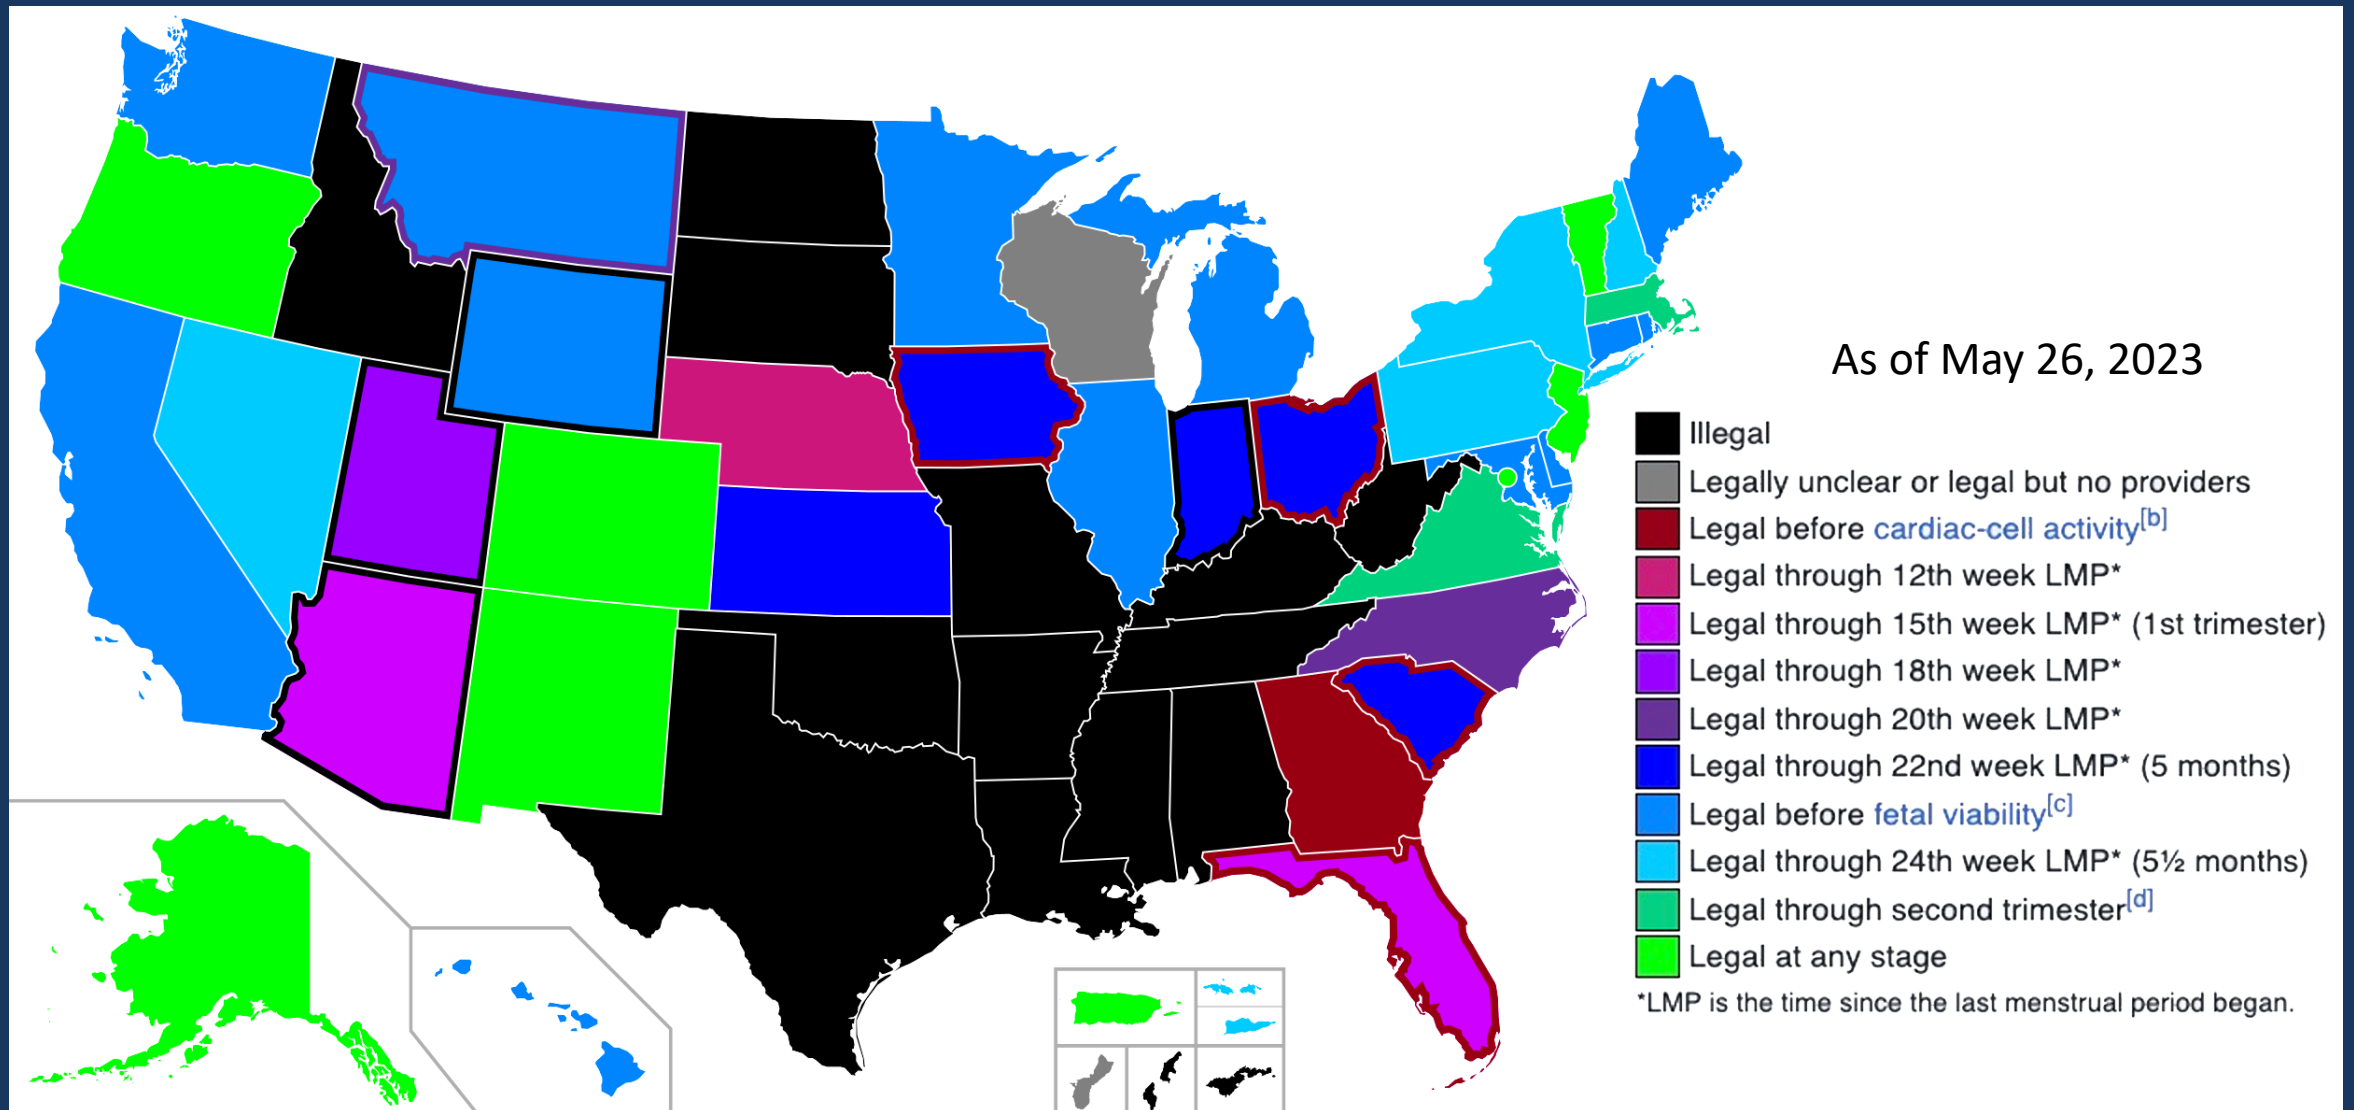 As of May 26, 2023
Illegal
Legally unclear or legal but no providers
Legal before cardiac-cell activity[b]
Legal through 12th week LMP*
Legal through 15th week LMP* (1st trimester)
Legal through 18th week LMP*
Legal through 20th week LMP*
Legal through 22nd week LMP* (5 months)
Legal before fetal viability[c]
Legal through 24th week LMP* (5½ months)
Legal through second trimester[d]
Legal at any stage
*LMP is the time since the last menstrual period began.